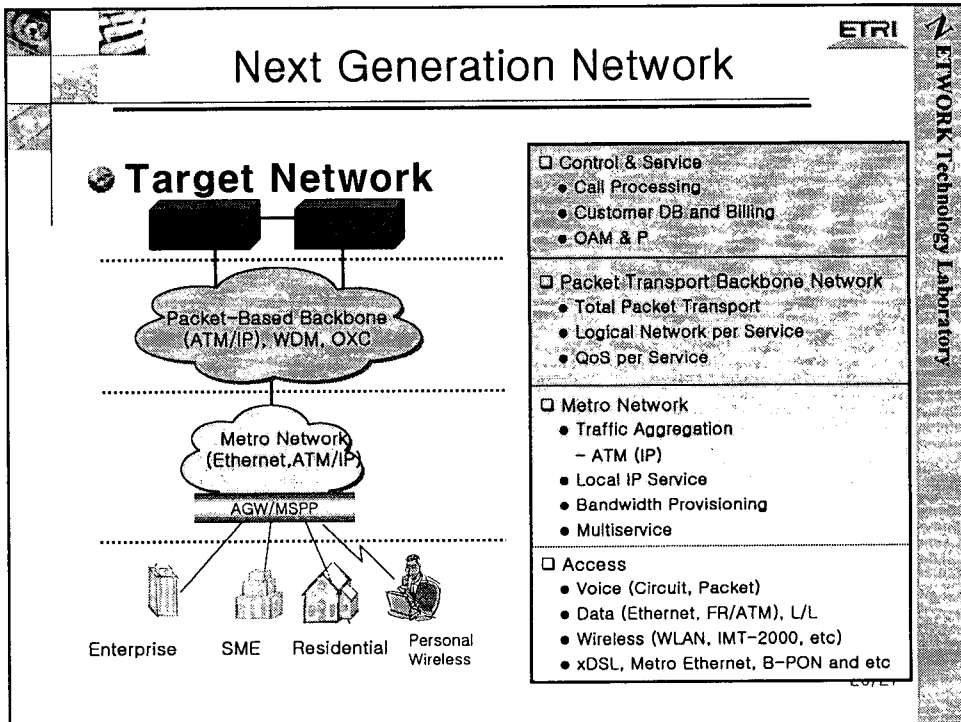 ETRI
Next Generation Network
NETWORK Technology Laboratory
Target Network
Packet-Based Backbone
(ATM/IP), WDM, OXC
Metro Network
(Ethernet,ATM/IP)
AGW/MSPP
Enterprise
SME
Residential
Personal
Wireless
❑ Control & Service
● Call Processing
● Customer DB and Billing
● OAM & P
❑ Packet Transport Backbone Network
● Total Packet Transport
● Logical Network per Service
● QoS per Service
❑ Metro Network
● Traffic Aggregation
– ATM (IP)
● Local IP Service
● Bandwidth Provisioning
● Multiservice
❑ Access
● Voice (Circuit, Packet)
● Data (Ethernet, FR/ATM), L/L
● Wireless (WLAN, IMT-2000, etc)
● xDSL, Metro Ethernet, B-PON and etc